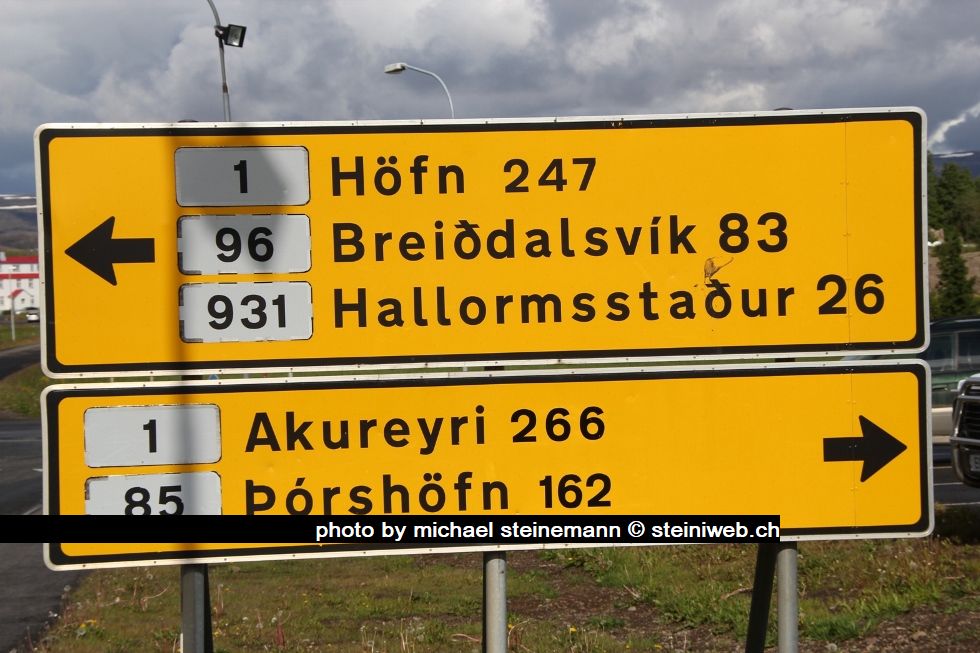 1 Höfn 247
96 Breiðdalsvík 83
931 Hallormsstaður 26
1 Akureyri 266
85 Þórshöfn 162
photo by michael steinemann © steiniweb.ch